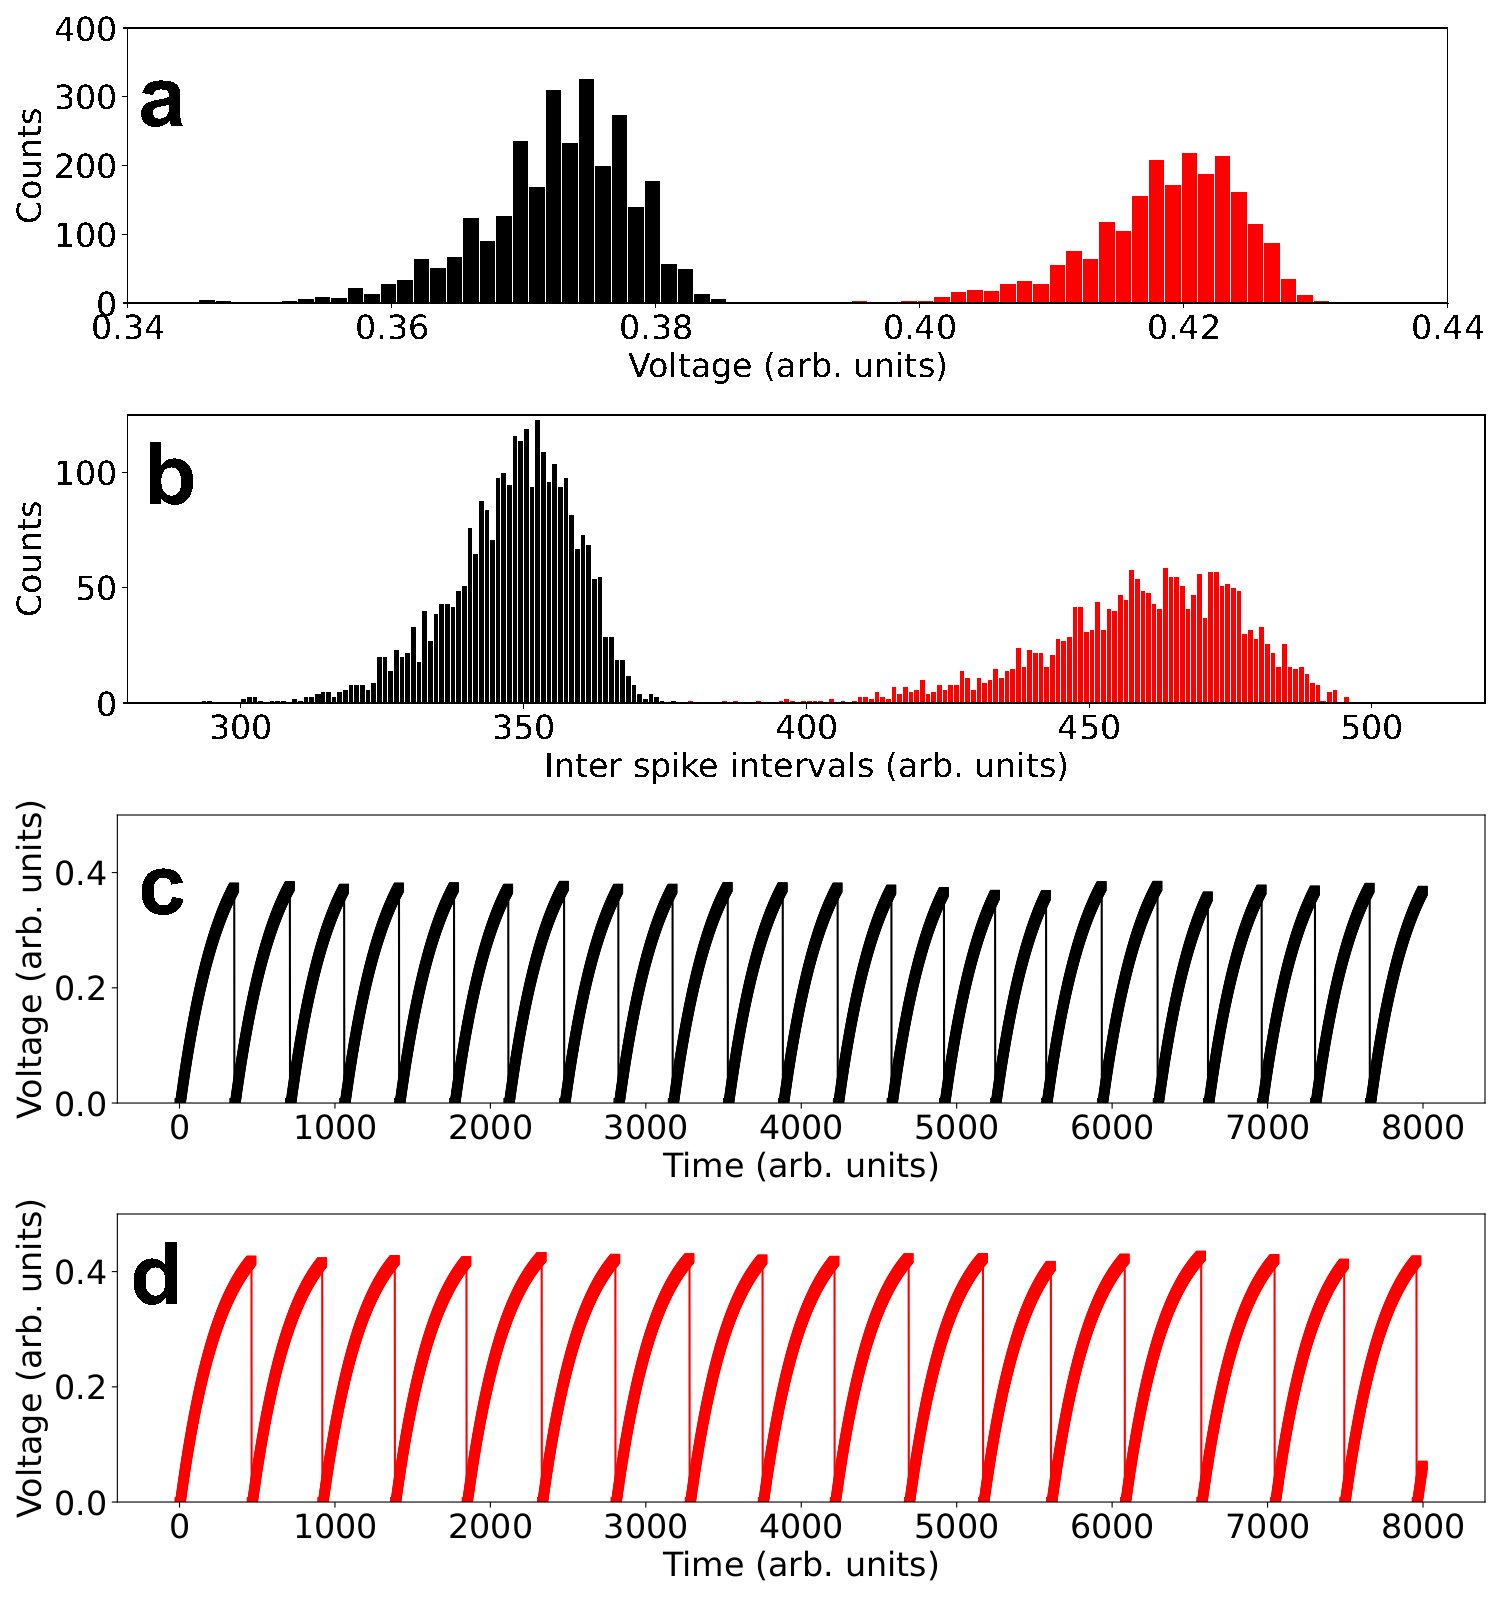 a
Counts
400
300
200
100
0
0.34 0.36 0.38 0.40 0.42 0.44
Voltage (arb. units)
b
Counts
100
50
0
300 350 400 450 500
Inter spike intervals (arb. units)
c
Voltage (arb. units)
0.4
0.2
0.0
0 1000 2000 3000 4000 5000 6000 7000 8000
Time (arb. units)
d
Voltage (arb. units)
0.4
0.2
0.0
0 1000 2000 3000 4000 5000 6000 7000 8000
Time (arb. units)